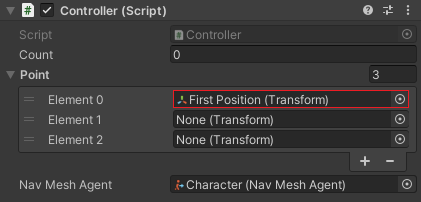 Controller (Script)
Script Controller
Count 0
Point 3
Element 0 First Position (Transform)
Element 1 None (Transform)
Element 2 None (Transform)
Nav Mesh Agent Character (Nav Mesh Agent)